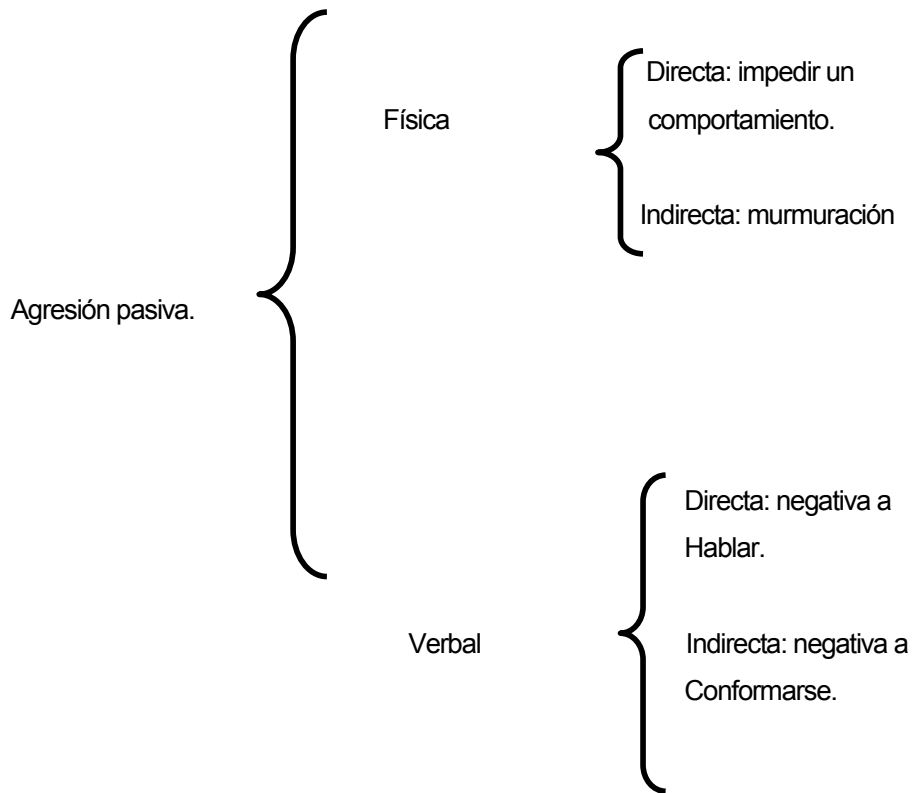 Agresión pasiva.
Física
Directa: impedir un
comportamiento.
Indirecta: murmuración
Verbal
Directa: negativa a
Hablar.
Indirecta: negativa a
Conformarse.